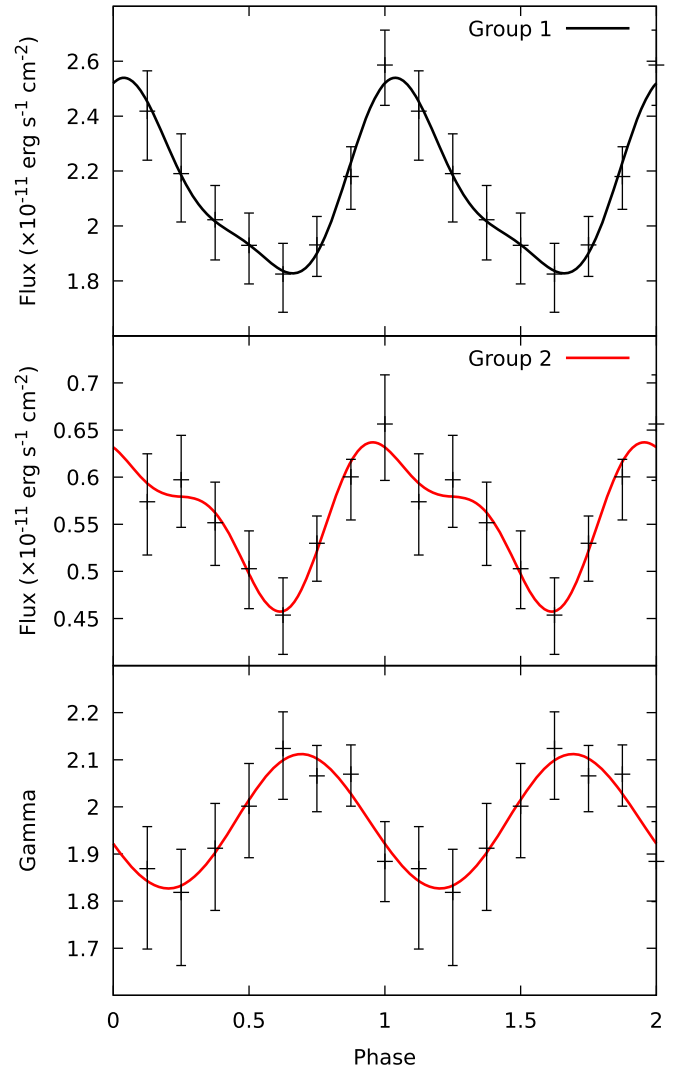 Group 1
Flux (×10⁻¹¹ erg s⁻¹ cm⁻²)
2.6
2.4
2.2
2
1.8
Group 2
Flux (×10⁻¹¹ erg s⁻¹ cm⁻²)
0.7
0.65
0.6
0.55
0.5
0.45
Gamma
2.2
2.1
2
1.9
1.8
1.7
0 0.5 1 1.5 2
Phase